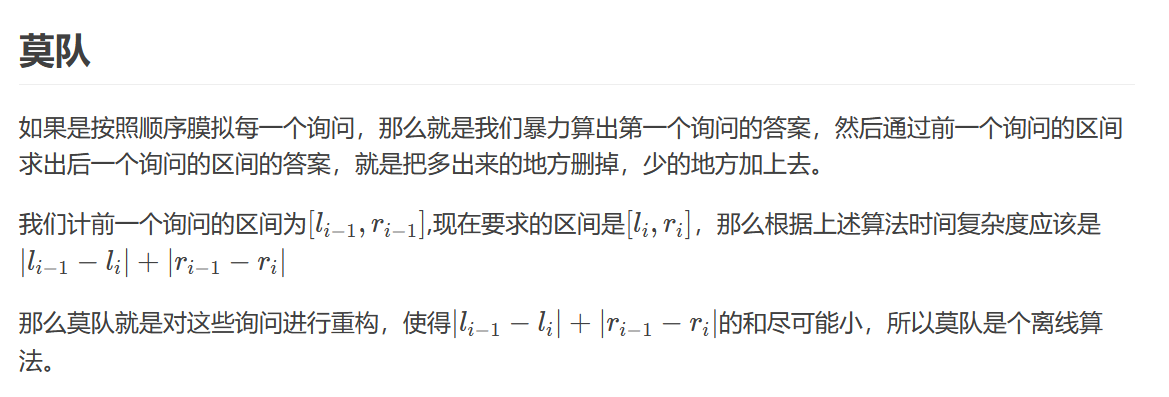 莫队
如果是按照顺序膜拟每一个询问，那么就是我们暴力算出第一个询问的答案，然后通过前一个询问的区间
求出后一个询问的区间的答案，就是把多出来的地方删掉，少的地方加上去。
我们计前一个询问的区间为[l_{i-1}, r_{i-1}],现在要求的区间是[l_i, r_i]，那么根据上述算法时间复杂度应该是
|l_{i-1} − l_i| + |r_{i-1} − r_i|
那么莫队就是对这些询问进行重构，使得|l_{i-1} − l_i| + |r_{i-1} − r_i|的和尽可能小，所以莫队是个离线算
法。